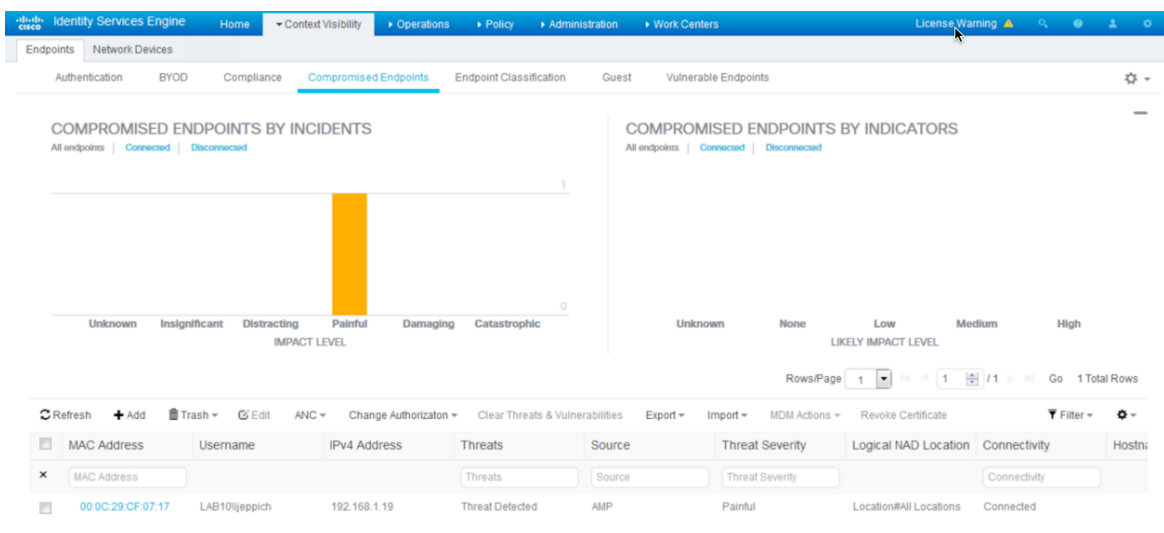 cisco Identity Services Engine Home Context Visibility Operations Policy Administration Work Centers License Warning
Endpoints Network Devices
Authentication BYOD Compliance Compromised Endpoints Endpoint Classification Guest Vulnerable Endpoints
COMPROMISED ENDPOINTS BY INCIDENTS
All endpoints | Connected | Disconnected
1
0
Unknown Insignificant Distracting Painful Damaging Catastrophic
IMPACT LEVEL
COMPROMISED ENDPOINTS BY INDICATORS
All endpoints | Connected | Disconnected
Unknown None Low Medium High
LIKELY IMPACT LEVEL
Rows/Page 1 1 / 1 Go 1 Total Rows
Refresh Add Trash Edit ANC Change Authorizaton Clear Threats & Vulnerabilities Export Import MDM Actions Revoke Certificate Filter
MAC Address Username IPv4 Address Threats Source Threat Severity Logical NAD Location Connectivity Hostna
MAC Address Threats Source Threat Severity Connectivity
00:0C:29:CF:07:17 LAB10\\jeppich 192.168.1.19 Threat Detected AMP Painful Location#All Locations Connected